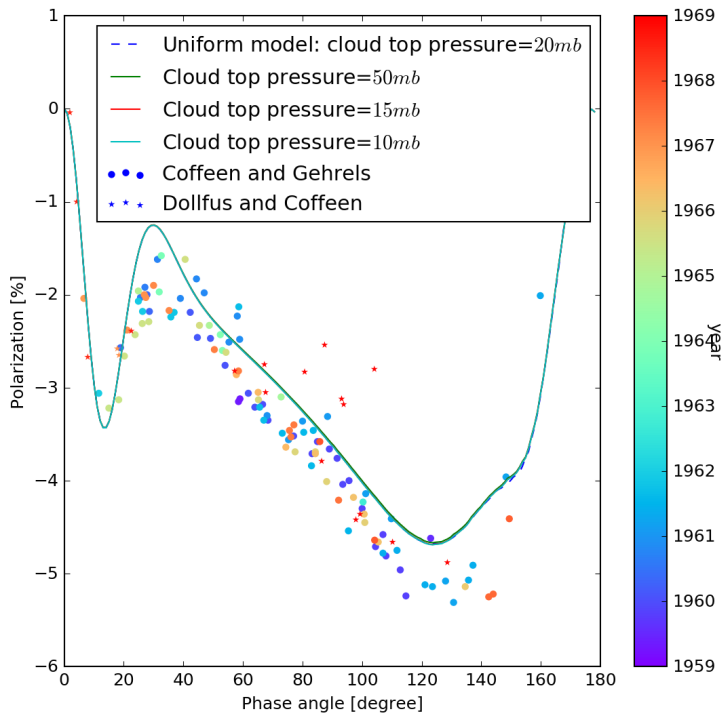 Uniform model: cloud top pressure=20mb
Cloud top pressure=50mb
Cloud top pressure=15mb
Cloud top pressure=10mb
Coffeen and Gehrels
Dollfus and Coffeen
1
0
−1
−2
−3
−4
−5
−6
Polarization [%]
0 20 40 60 80 100 120 140 160 180
Phase angle [degree]
1969
1968
1967
1966
1965
1964
1963
1962
1961
1960
1959
year